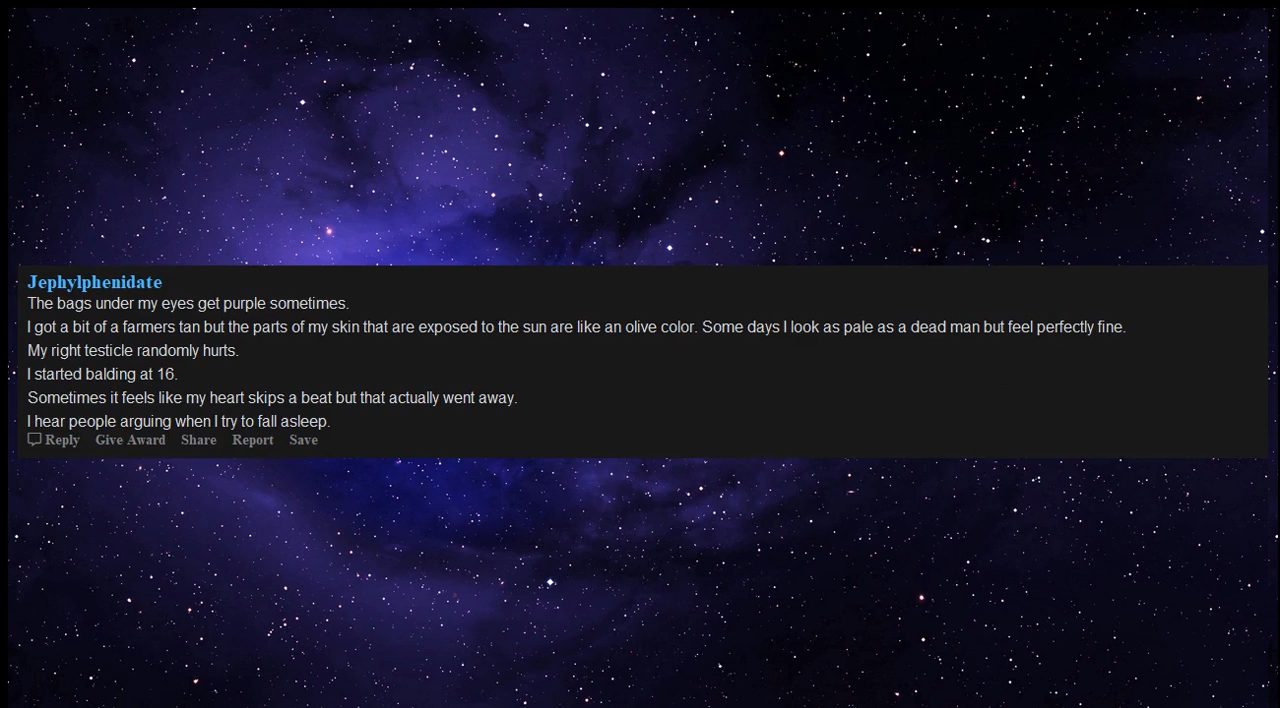 Jephylphenidate
The bags under my eyes get purple sometimes.
I got a bit of a farmers tan but the parts of my skin that are exposed to the sun are like an olive color. Some days I look as pale as a dead man but feel perfectly fine.
My right testicle randomly hurts.
I started balding at 16.
Sometimes it feels like my heart skips a beat but that actually went away.
I hear people arguing when I try to fall asleep.
Reply Give Award Share Report Save